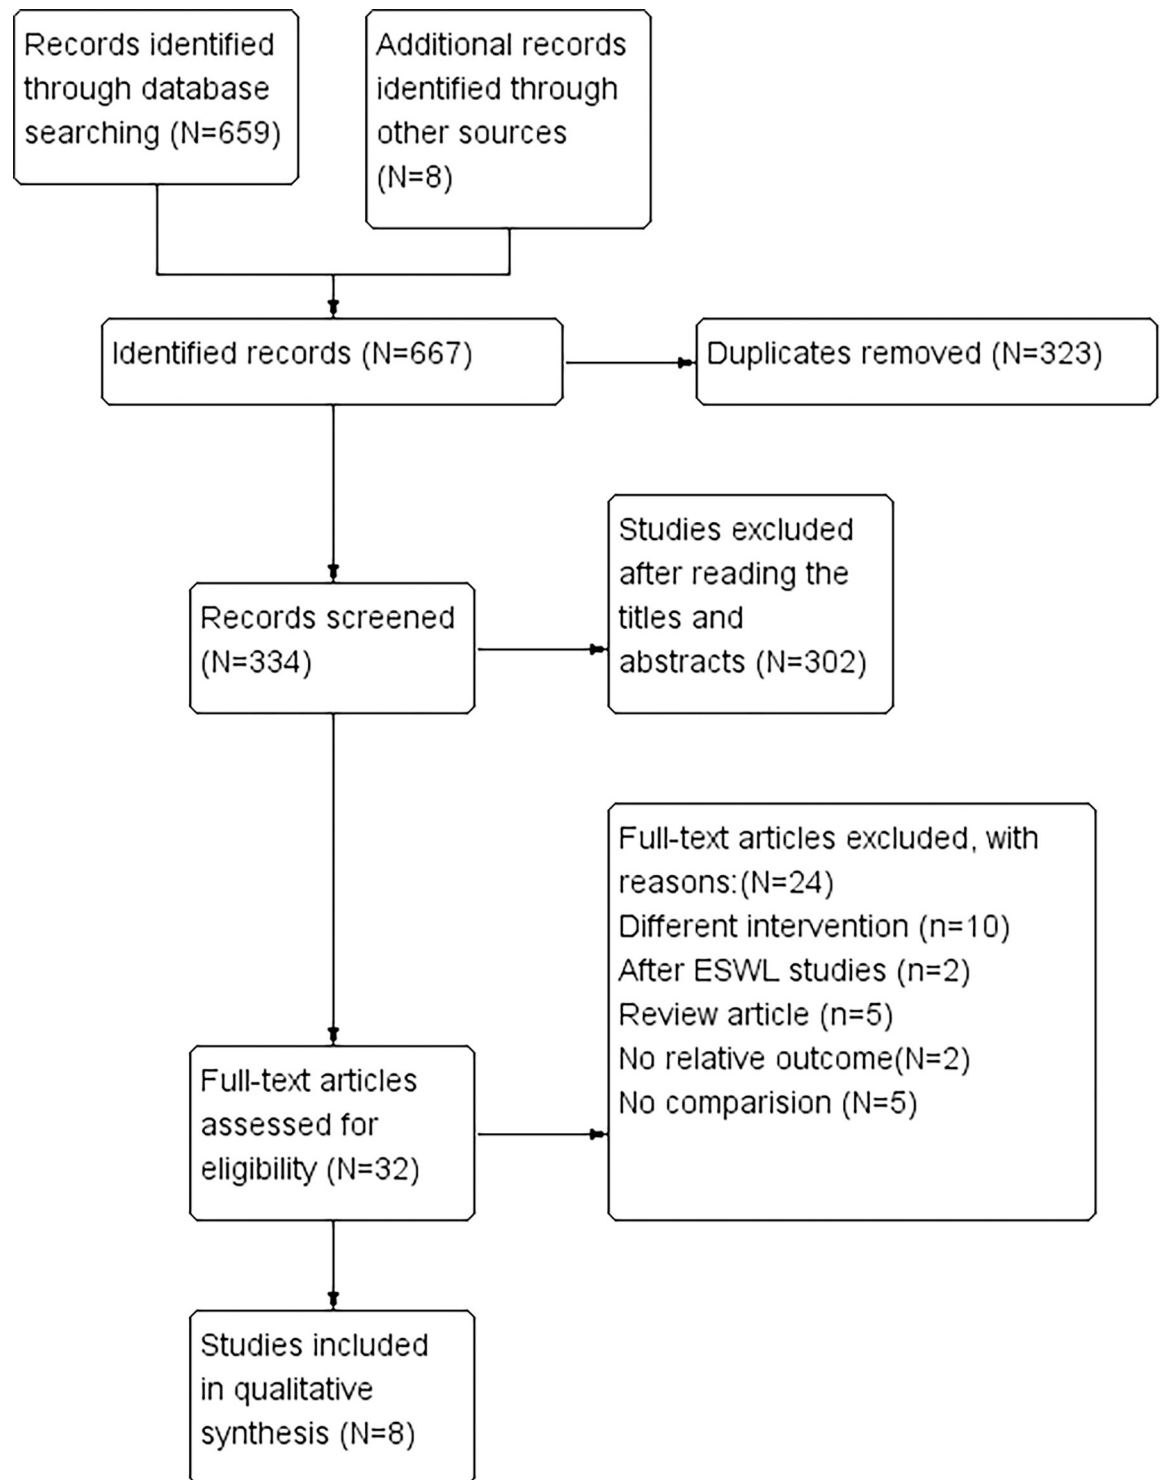 Records identified
through database
searching (N=659)
Additional records
identified through
other sources
(N=8)
Identified records (N=667)
Duplicates removed (N=323)
Studies excluded
after reading the
titles and
abstracts (N=302)
Records screened
(N=334)
Full-text articles excluded, with
reasons:(N=24)
Different intervention (n=10)
After ESWL studies (n=2)
Review article (n=5)
No relative outcome(N=2)
No comparision (N=5)
Full-text articles
assessed for
eligibility (N=32)
Studies included
in qualitative
synthesis (N=8)